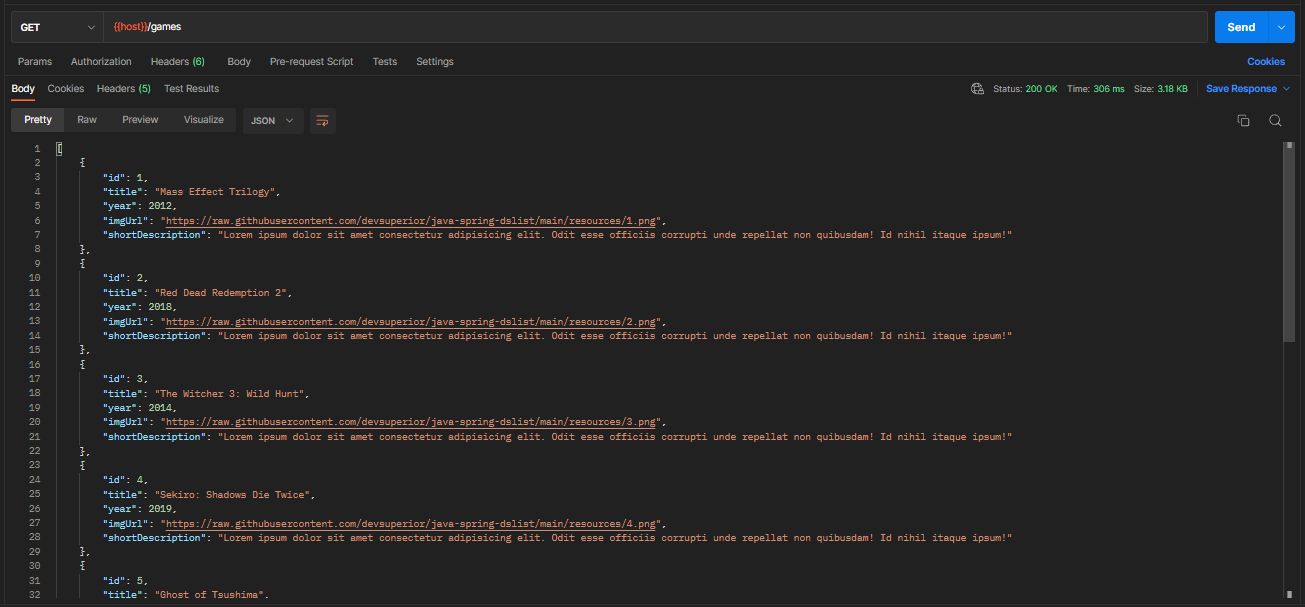 GET {{host}}/games Send
Params Authorization Headers (6) Body Pre-request Script Tests Settings Cookies
Body Cookies Headers (5) Test Results Status: 200 OK Time: 306 ms Size: 3.18 KB Save Response
Pretty Raw Preview Visualize JSON
1 [
2 {
3 "id": 1,
4 "title": "Mass Effect Trilogy",
5 "year": 2012,
6 "imgUrl": "https://raw.githubusercontent.com/devsuperior/java-spring-dslist/main/resources/1.png",
7 "shortDescription": "Lorem ipsum dolor sit amet consectetur adipisicing elit. Odit esse officiis corrupti unde repellat non quibusdam! Id nihil itaque ipsum!"
8 },
9 {
10 "id": 2,
11 "title": "Red Dead Redemption 2",
12 "year": 2018,
13 "imgUrl": "https://raw.githubusercontent.com/devsuperior/java-spring-dslist/main/resources/2.png",
14 "shortDescription": "Lorem ipsum dolor sit amet consectetur adipisicing elit. Odit esse officiis corrupti unde repellat non quibusdam! Id nihil itaque ipsum!"
15 },
16 {
17 "id": 3,
18 "title": "The Witcher 3: Wild Hunt",
19 "year": 2014,
20 "imgUrl": "https://raw.githubusercontent.com/devsuperior/java-spring-dslist/main/resources/3.png",
21 "shortDescription": "Lorem ipsum dolor sit amet consectetur adipisicing elit. Odit esse officiis corrupti unde repellat non quibusdam! Id nihil itaque ipsum!"
22 },
23 {
24 "id": 4,
25 "title": "Sekiro: Shadows Die Twice",
26 "year": 2019,
27 "imgUrl": "https://raw.githubusercontent.com/devsuperior/java-spring-dslist/main/resources/4.png",
28 "shortDescription": "Lorem ipsum dolor sit amet consectetur adipisicing elit. Odit esse officiis corrupti unde repellat non quibusdam! Id nihil itaque ipsum!"
29 },
30 {
31 "id": 5,
32 "title": "Ghost of Tsushima",